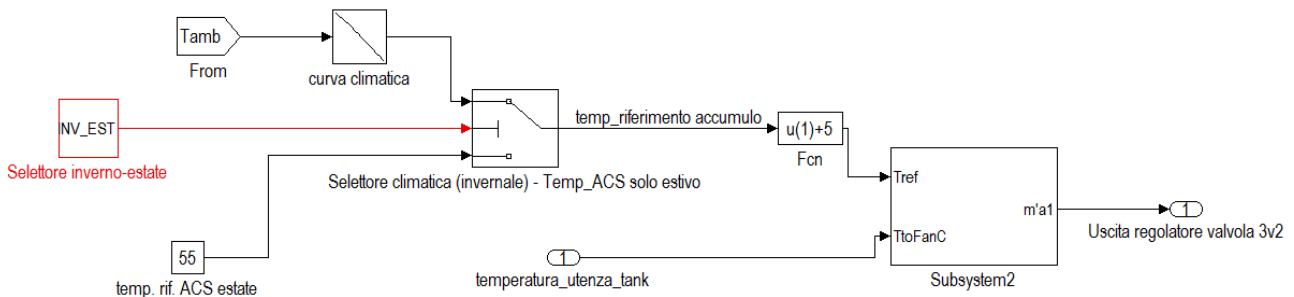 Tamb
From
curva climatica
INV_EST
Selettore inverno-estate
temp_riferimento accumulo
u(1)+5
Fcn
Selettore climatica (invernale) - Temp_ACS solo estivo
Tref
m'a1
TtoFanC
Subsystem2
1
Uscita regolatore valvola 3v2
55
temp. rif. ACS estate
1
temperatura_utenza_tank